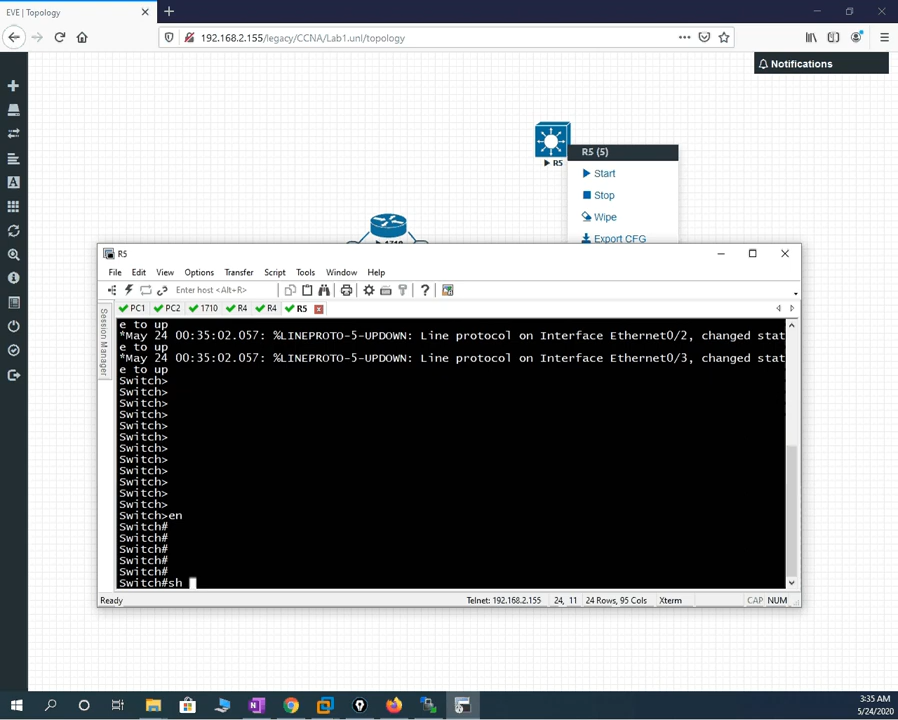 EVE | Topology
192.168.2.155/legacy/CCNA/Lab1.unl/topology
Notifications
R5 (5)
R5
Start
Stop
Wipe
Export CFG
R5
File Edit View Options Transfer Script Tools Window Help
Enter host <Alt+R>
PC1 PC2 1710 R4 R4 R5
Session Manager
e to up
*May 24 00:35:02.057: %LINEPROTO-5-UPDOWN: Line protocol on Interface Ethernet0/2, changed stat
e to up
*May 24 00:35:02.057: %LINEPROTO-5-UPDOWN: Line protocol on Interface Ethernet0/3, changed stat
e to up
Switch>
Switch>
Switch>
Switch>
Switch>
Switch>
Switch>
Switch>
Switch>
Switch>
Switch>
Switch>
Switch>en
Switch#
Switch#
Switch#
Switch#
Switch#
Switch#sh
Ready Telnet: 192.168.2.155 24, 11 24 Rows, 95 Cols Xterm CAP NUM
3:35 AM
5/24/2020